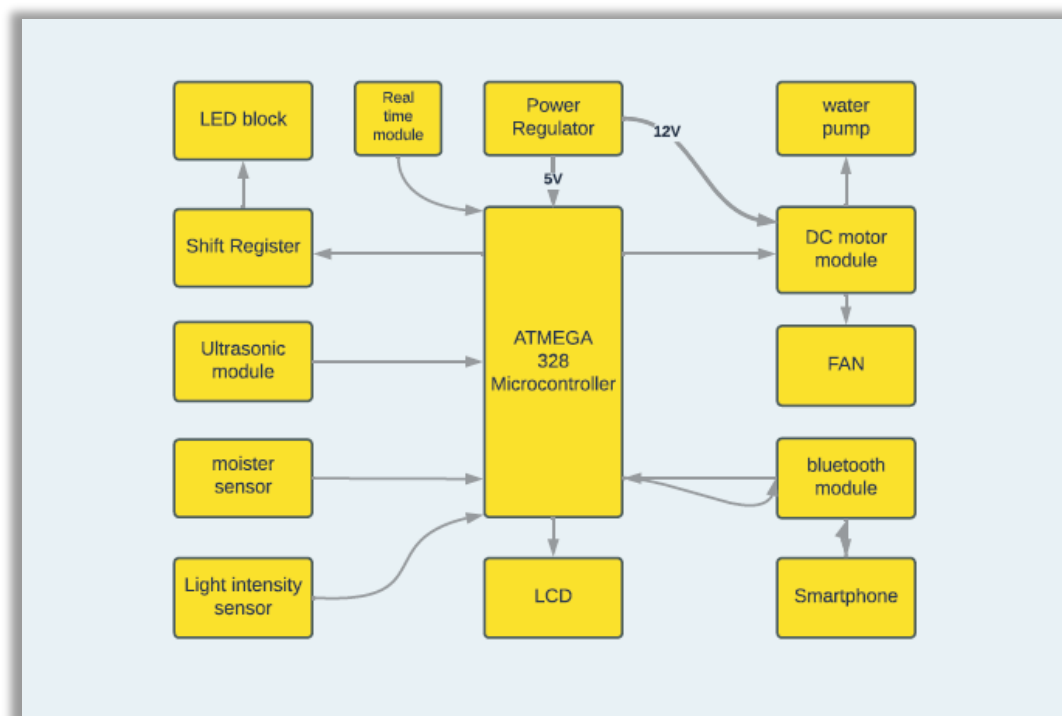 LED block
Real
time
module
Power
Regulator
water
pump
12V
5V
Shift Register
DC motor
module
Ultrasonic
module
ATMEGA
328
Microcontroller
FAN
moister
sensor
bluetooth
module
Light intensity
sensor
LCD
Smartphone